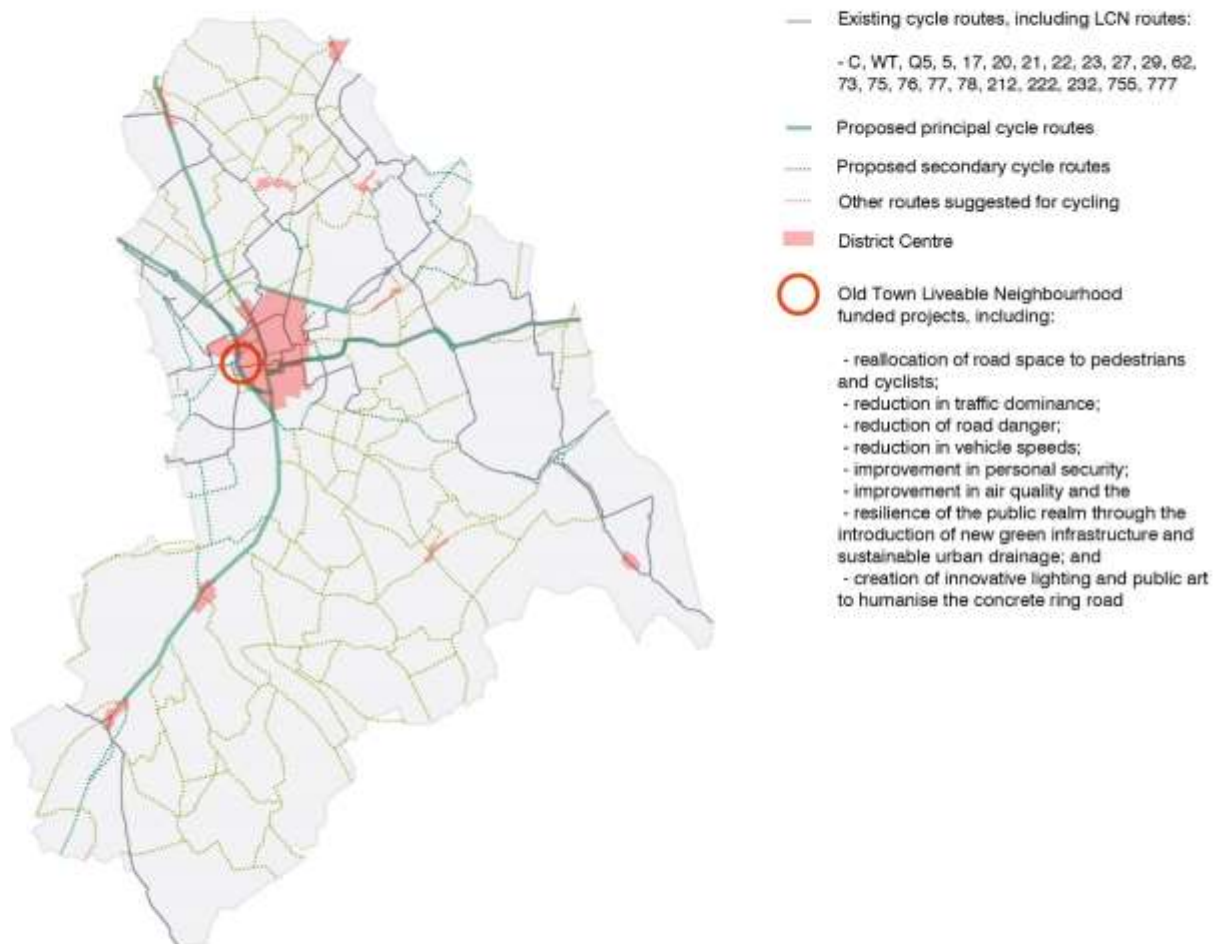 Existing cycle routes, including LCN routes:
- C, WT, Q5, 5, 17, 20, 21, 22, 23, 27, 29, 62,
73, 75, 76, 77, 78, 212, 222, 232, 755, 777
Proposed principal cycle routes
Proposed secondary cycle routes
Other routes suggested for cycling
District Centre
Old Town Liveable Neighbourhood
funded projects, including:
- reallocation of road space to pedestrians
and cyclists;
- reduction in traffic dominance;
- reduction of road danger;
- reduction in vehicle speeds;
- improvement in personal security;
- improvement in air quality and the
- resilience of the public realm through the
introduction of new green infrastructure and
sustainable urban drainage; and
- creation of innovative lighting and public art
to humanise the concrete ring road